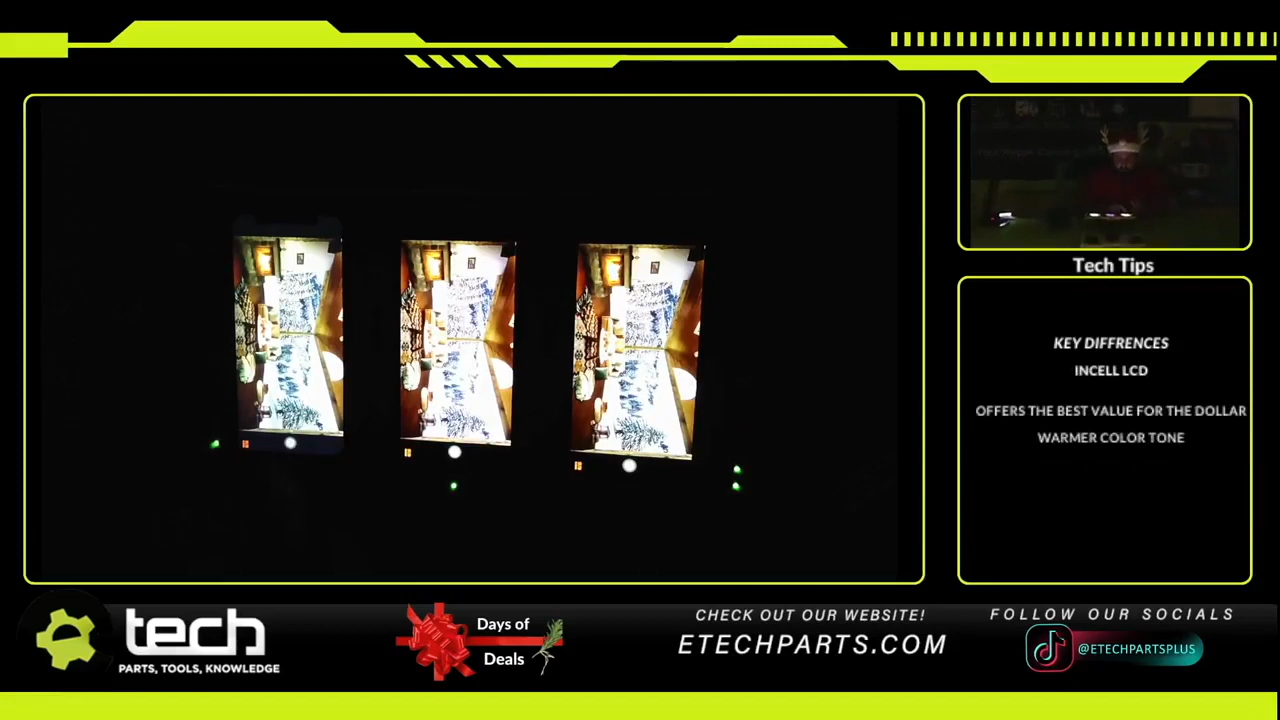 Tech Tips
KEY DIFFRENCES
INCELL LCD
OFFERS THE BEST VALUE FOR THE DOLLAR
WARMER COLOR TONE
tech
PARTS, TOOLS, KNOWLEDGE
Days of
Deals
CHECK OUT OUR WEBSITE!
ETECHPARTS.COM
FOLLOW OUR SOCIALS
@ETECHPARTSPLUS